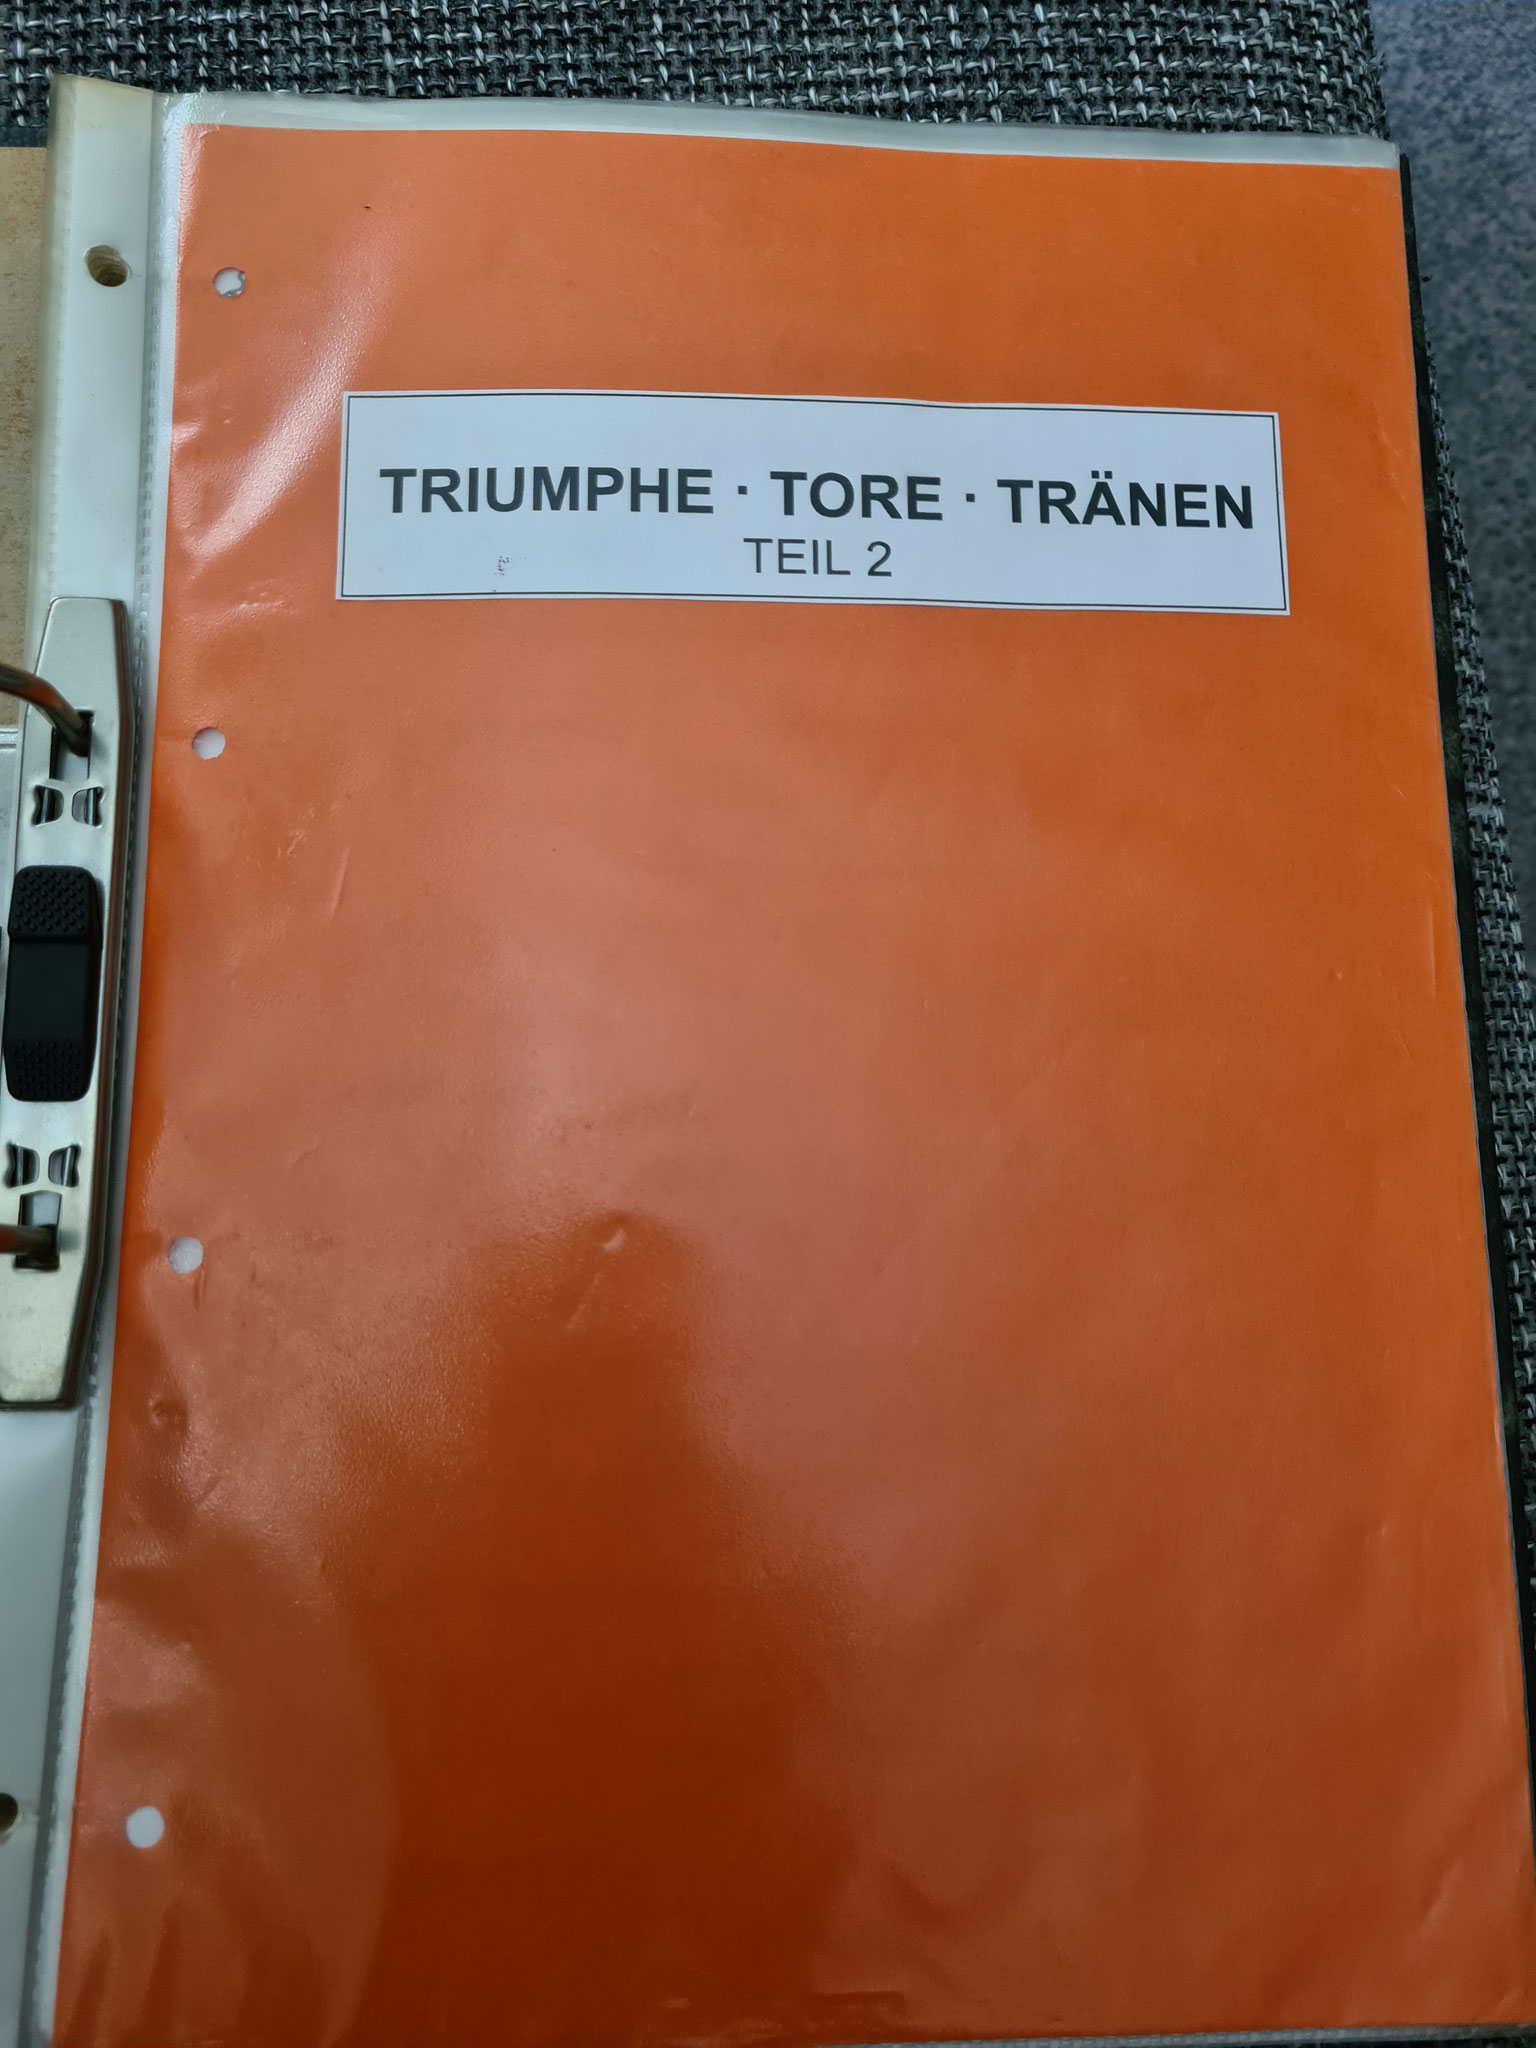 TRIUMPHE · TORE · TRÄNEN
TEIL 2